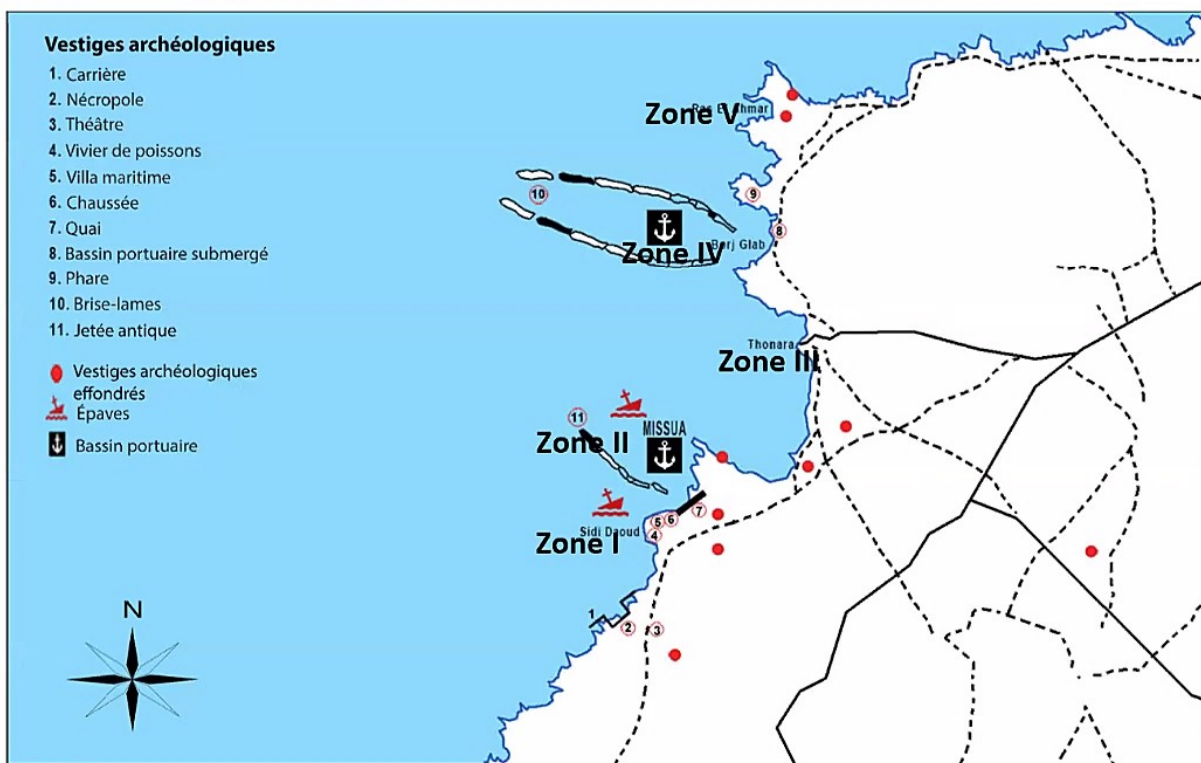 Vestiges archéologiques
1. Carrière
2. Nécropole
3. Théâtre
4. Vivier de poissons
5. Villa maritime
6. Chaussée
7. Quai
8. Bassin portuaire submergé
9. Phare
10. Brise-lames
11. Jetée antique
Vestiges archéologiques
effondrés
Épaves
Bassin portuaire
Zone V
9
10
8
Zone IV
Borj Glab
Thonara
Zone III
11
Zone II
MISSUA
7
5
6
Sidi Daoud
4
Zone I
1
2
3
N